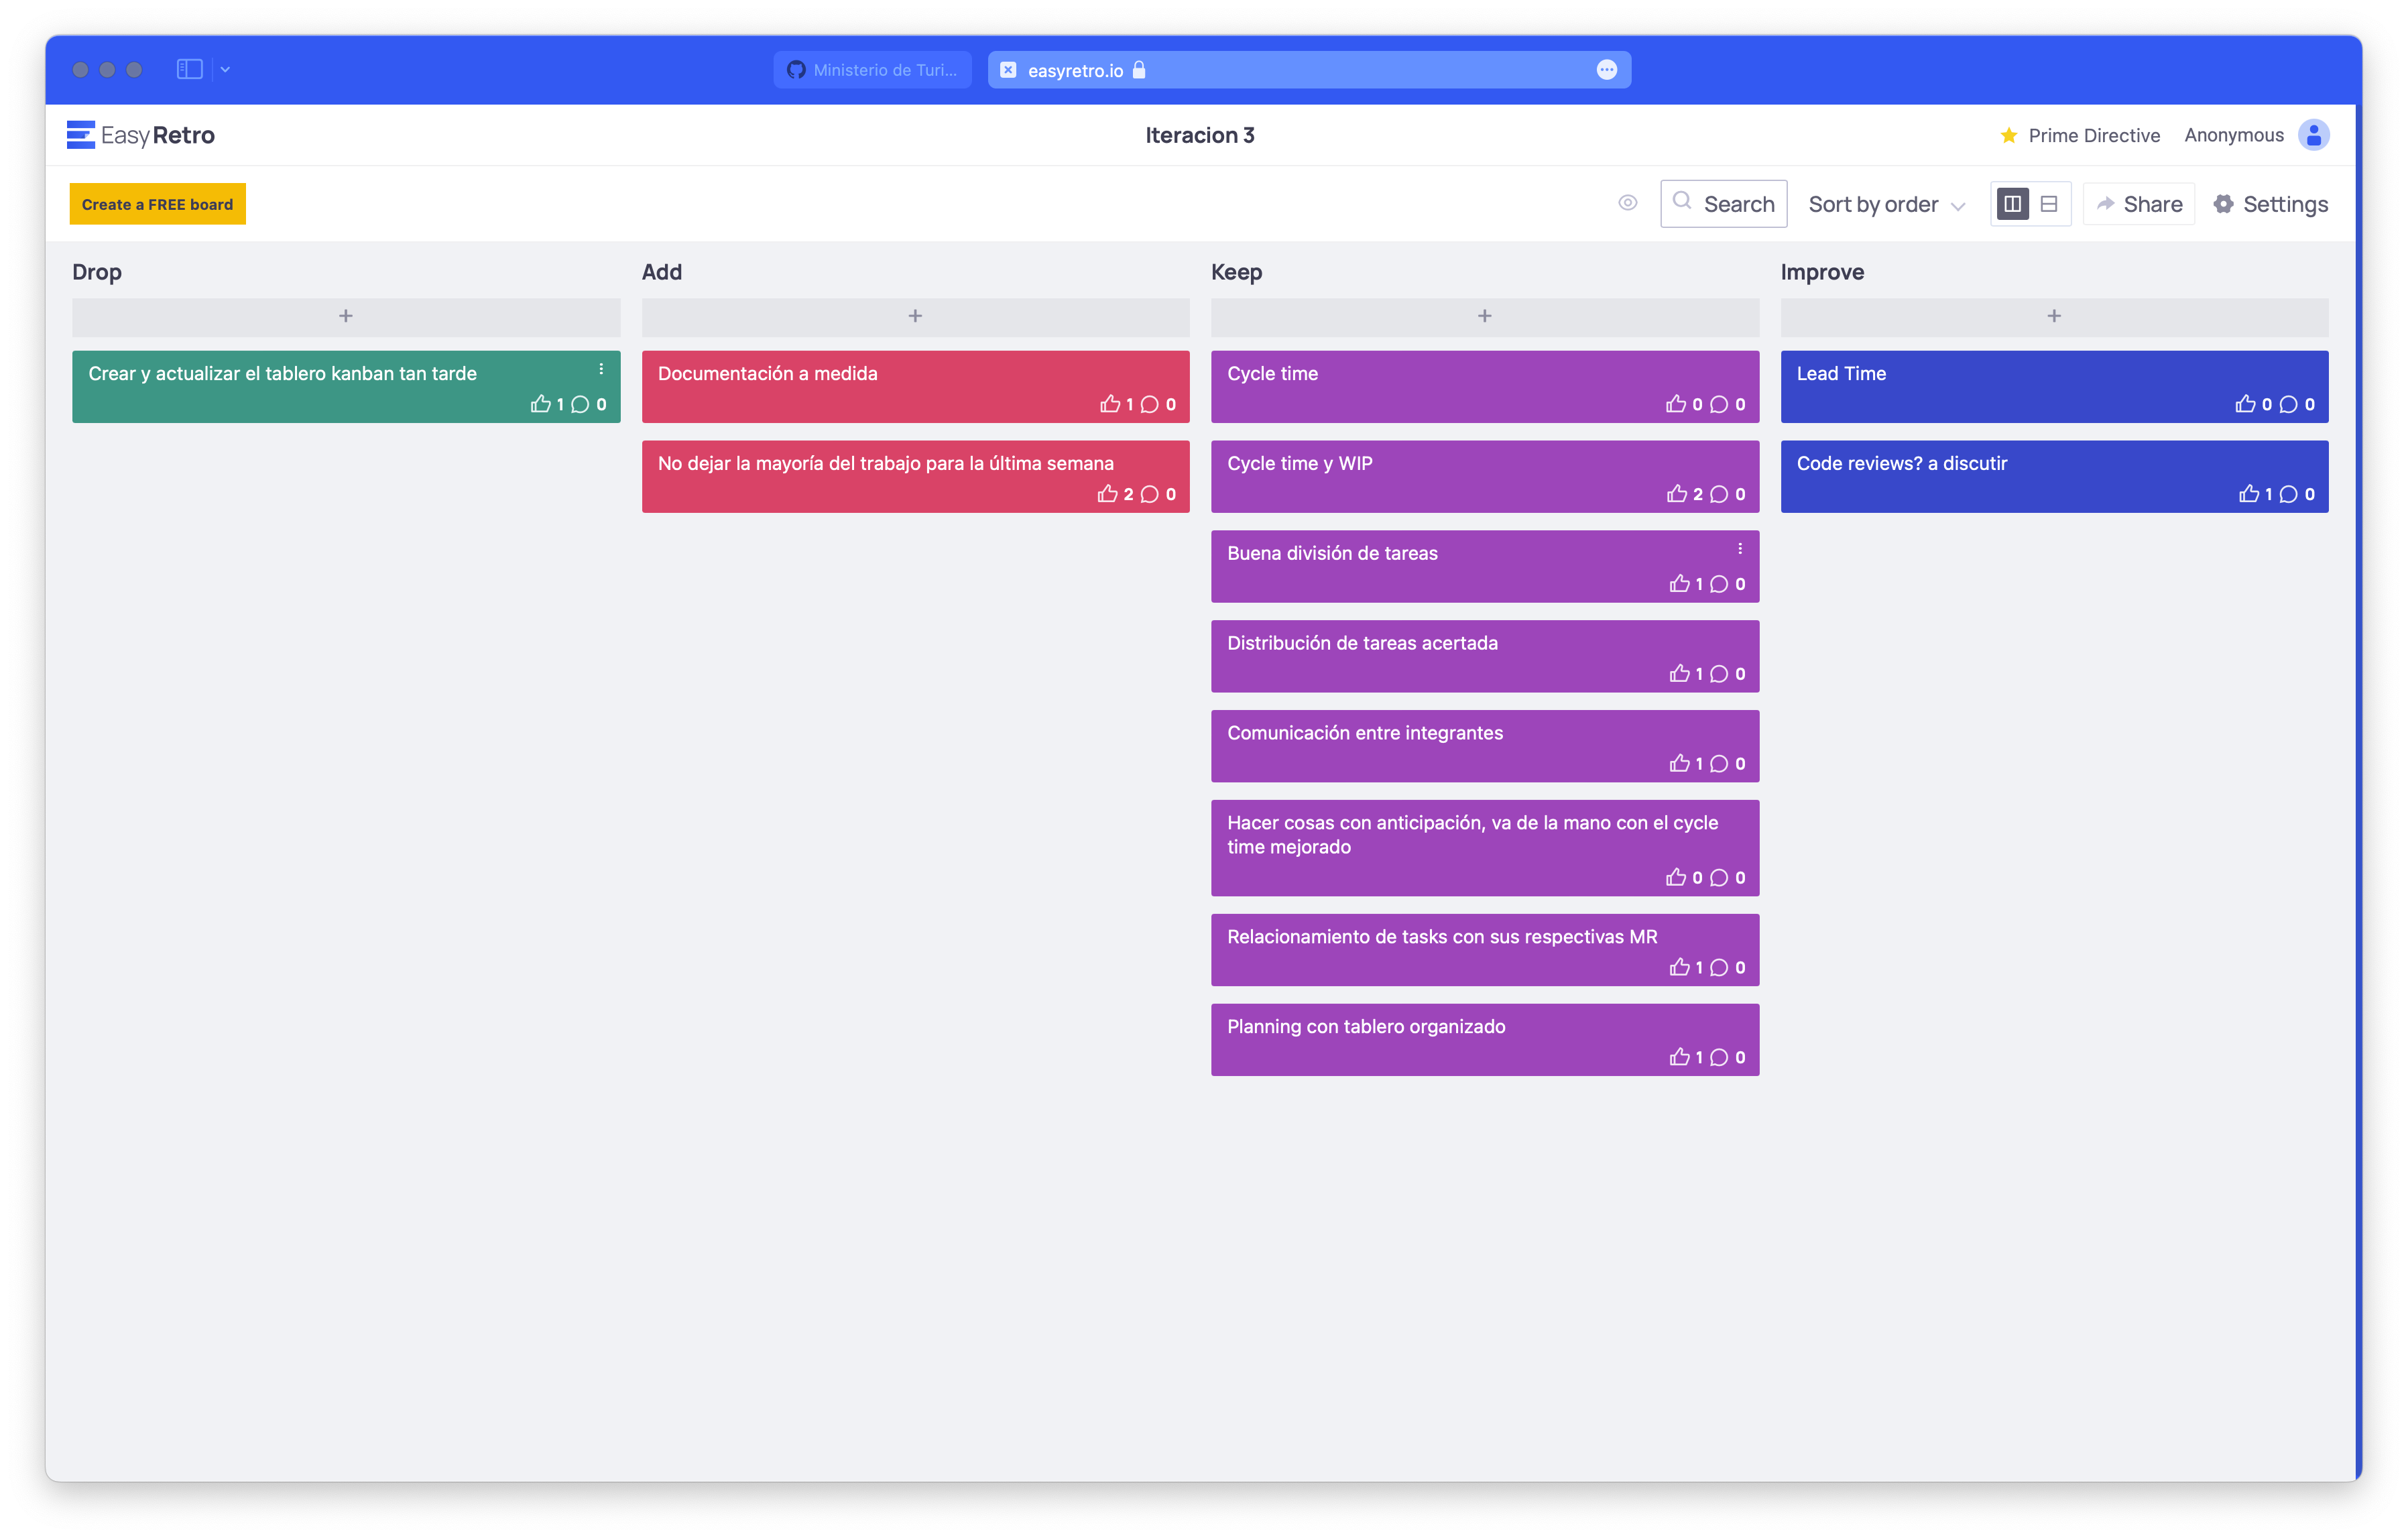 Ministerio de Turi...
easyretro.io
EasyRetro
Iteracion 3
Prime Directive
Anonymous
Create a FREE board
Search
Sort by order
Share
Settings
Drop
+
Crear y actualizar el tablero kanban tan tarde
1 0
Add
+
Documentación a medida
1 0
No dejar la mayoría del trabajo para la última semana
2 0
Keep
+
Cycle time
0 0
Cycle time y WIP
2 0
Buena división de tareas
1 0
Distribución de tareas acertada
1 0
Comunicación entre integrantes
1 0
Hacer cosas con anticipación, va de la mano con el cycle
time mejorado
0 0
Relacionamiento de tasks con sus respectivas MR
1 0
Planning con tablero organizado
1 0
Improve
+
Lead Time
0 0
Code reviews? a discutir
1 0